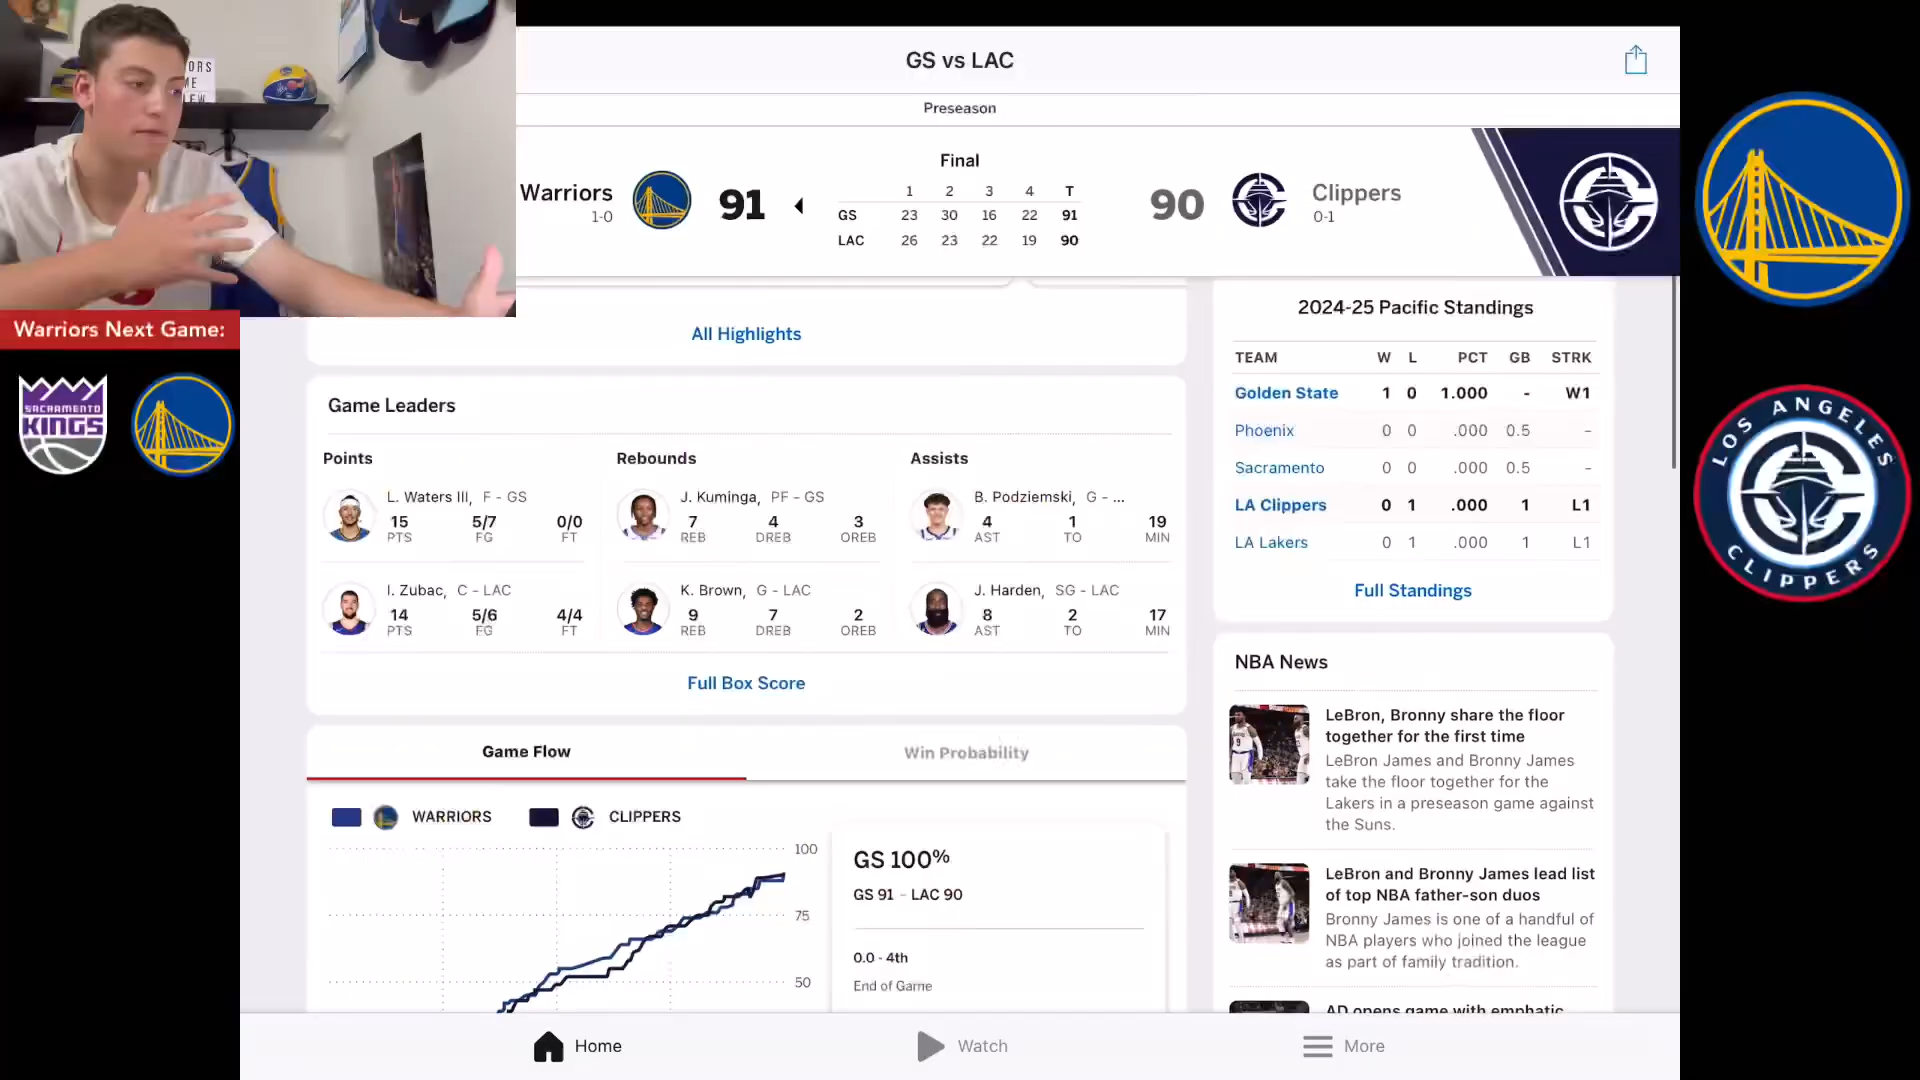 ORS
ME
IEW
GS vs LAC
Preseason
Final
Warriors
1-0
91
1 2 3 4 T
GS 23 30 16 22 91
LAC 26 23 22 19 90
90
Clippers
0-1
Warriors Next Game:
SACRAMENTO
KINGS
All Highlights
Game Leaders
Points
L. Waters III, F - GS
15 5/7 0/0
PTS FG FT
I. Zubac, C - LAC
14 5/6 4/4
PTS FG FT
Rebounds
J. Kuminga, PF - GS
7 4 3
REB DREB OREB
K. Brown, G - LAC
9 7 2
REB DREB OREB
Assists
B. Podziemski, G - ...
4 1 19
AST TO MIN
J. Harden, SG - LAC
8 2 17
AST TO MIN
Full Box Score
Game Flow
Win Probability
WARRIORS
CLIPPERS
100
75
50
GS 100%
GS 91 - LAC 90
0.0 - 4th
End of Game
2024-25 Pacific Standings
TEAM W L PCT GB STRK
Golden State 1 0 1.000 - W1
Phoenix 0 0 .000 0.5 -
Sacramento 0 0 .000 0.5 -
LA Clippers 0 1 .000 1 L1
LA Lakers 0 1 .000 1 L1
Full Standings
NBA News
LeBron, Bronny share the floor
together for the first time
LeBron James and Bronny James
take the floor together for the
Lakers in a preseason game against
the Suns.
LeBron and Bronny James lead list
of top NBA father-son duos
Bronny James is one of a handful of
NBA players who joined the league
as part of family tradition.
AD opens game with emphatic
Home
Watch
More
LOS ANGELES
CLIPPERS